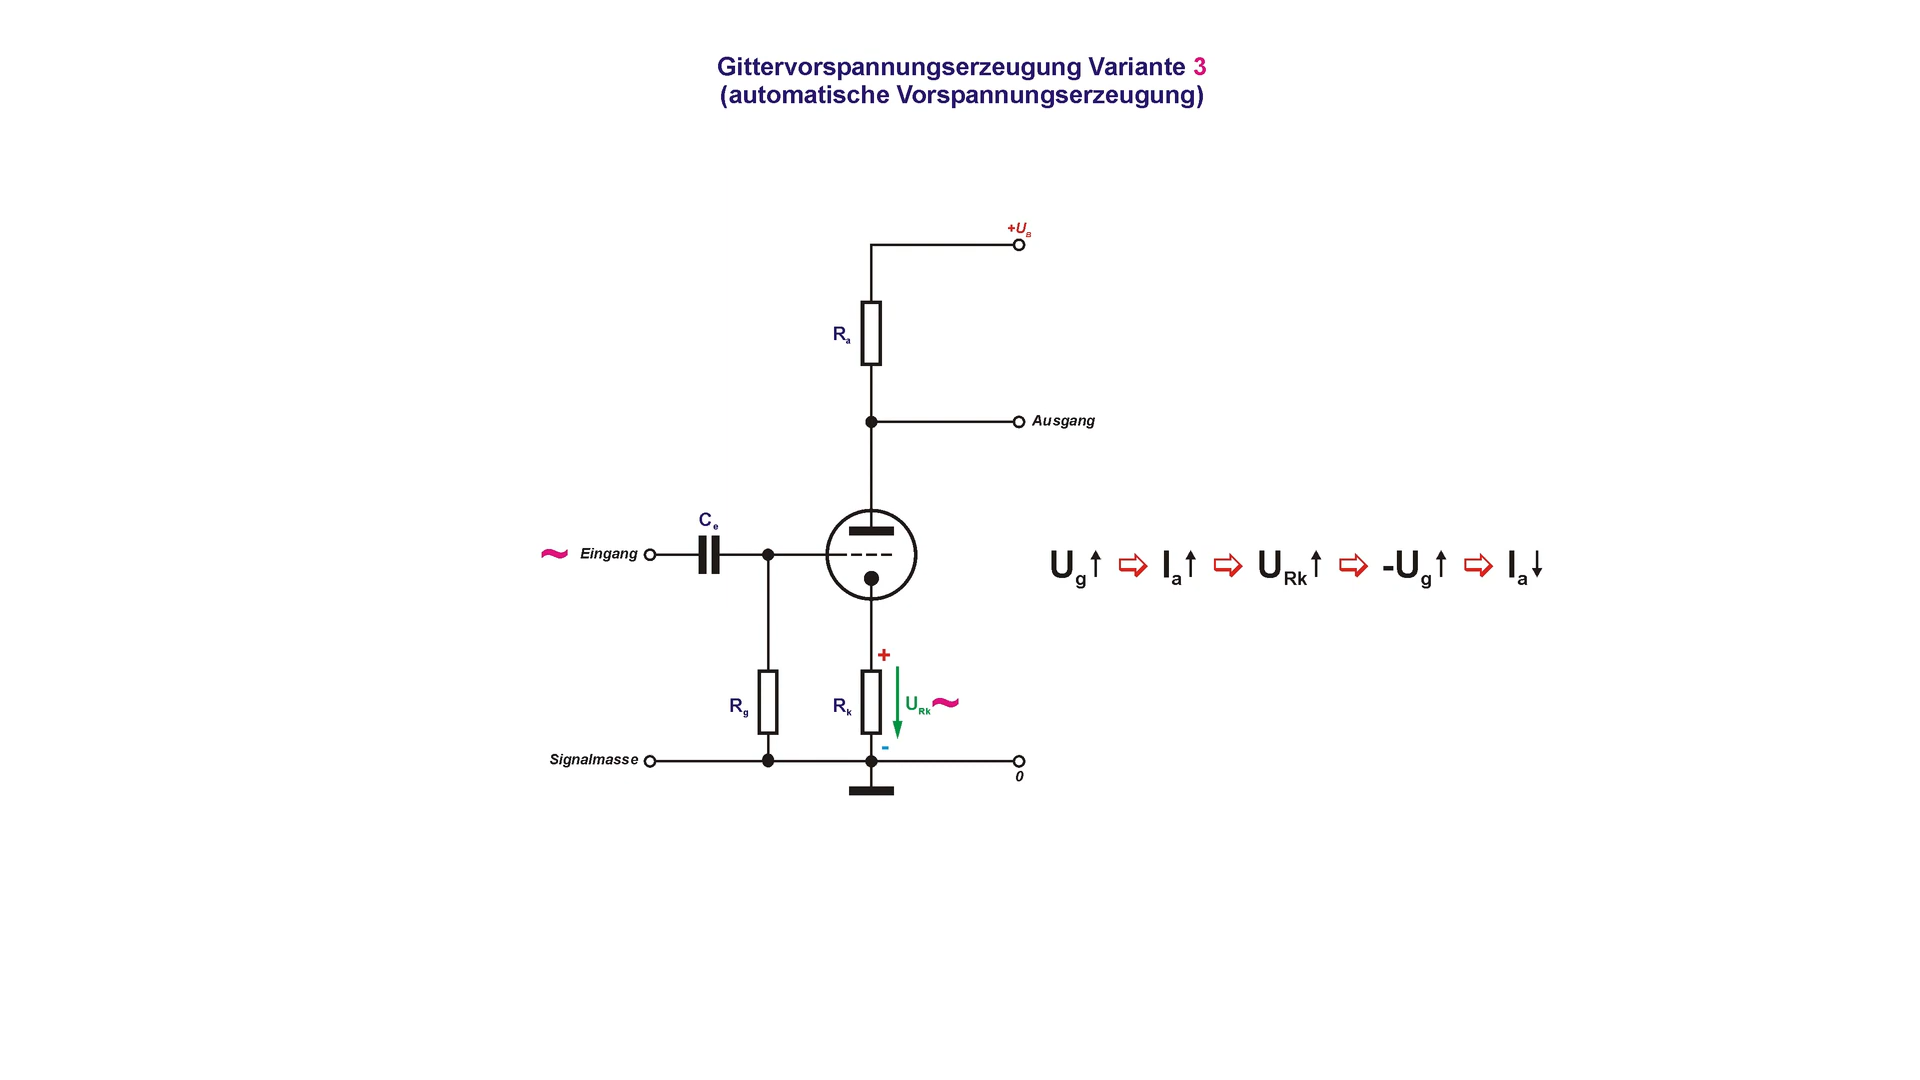 Gittervorspannungserzeugung Variante 3
(automatische Vorspannungserzeugung)
+UB
Ra
Ausgang
Ce
~ Eingang
Ug↑ ⇨ Ia↑ ⇨ URk↑ ⇨ -Ug↑ ⇨ Ia↓
+
Rg
Rk
URk ~
-
Signalmasse
0